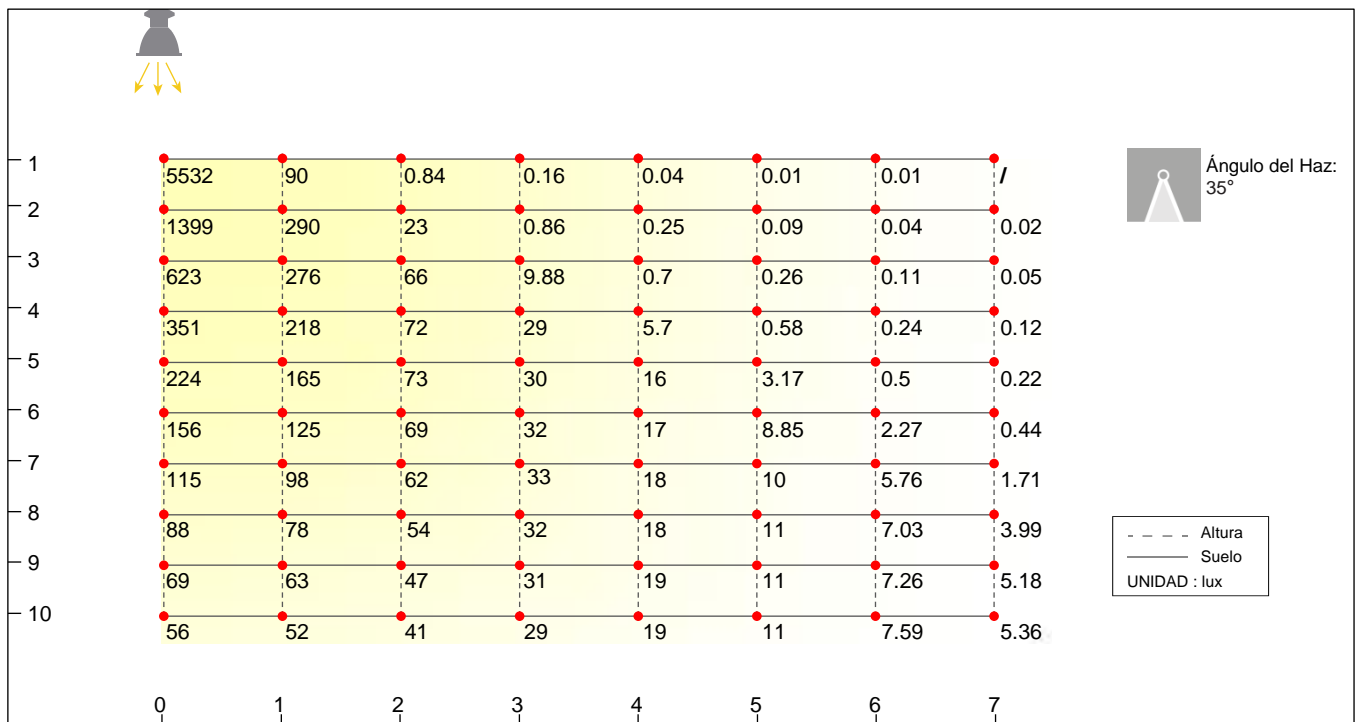 1
5532 90 0.84 0.16 0.04 0.01 0.01 /
Ángulo del Haz:
35°
2
1399 290 23 0.86 0.25 0.09 0.04 0.02
3
623 276 66 9.88 0.7 0.26 0.11 0.05
4
351 218 72 29 5.7 0.58 0.24 0.12
5
224 165 73 30 16 3.17 0.5 0.22
6
156 125 69 32 17 8.85 2.27 0.44
7
115 98 62 33 18 10 5.76 1.71
8
88 78 54 32 18 11 7.03 3.99
9
69 63 47 31 19 11 7.26 5.18
10
56 52 41 29 19 11 7.59 5.36
Altura
Suelo
UNIDAD : lux
0 1 2 3 4 5 6 7